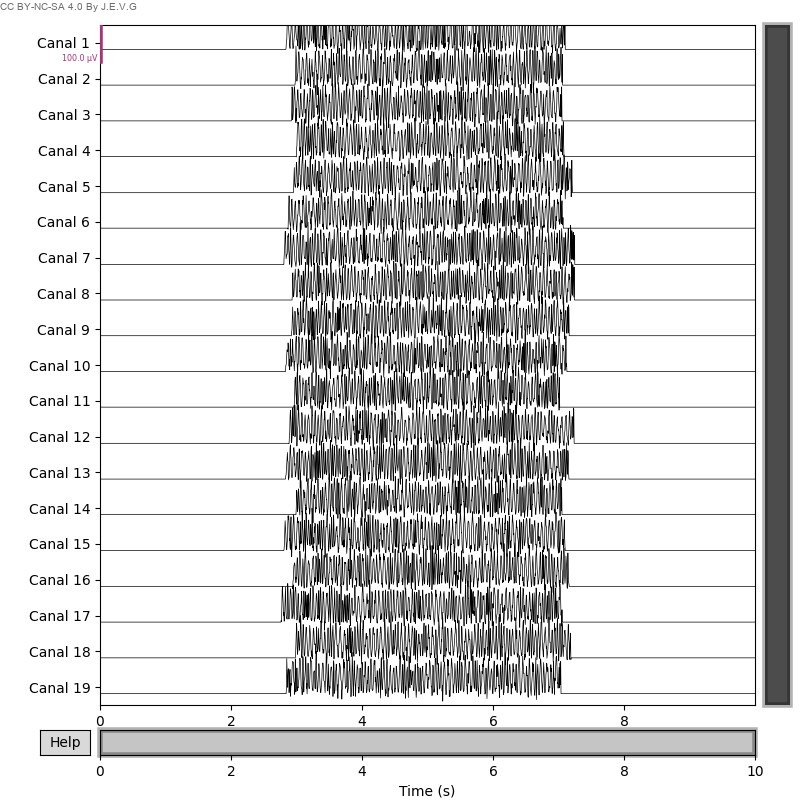 CC BY-NC-SA 4.0 By J.E.V.G
Canal 1
100.0 µV
Canal 2
Canal 3
Canal 4
Canal 5
Canal 6
Canal 7
Canal 8
Canal 9
Canal 10
Canal 11
Canal 12
Canal 13
Canal 14
Canal 15
Canal 16
Canal 17
Canal 18
Canal 19
0 2 4 6 8
Help
0 2 4 6 8 10
Time (s)